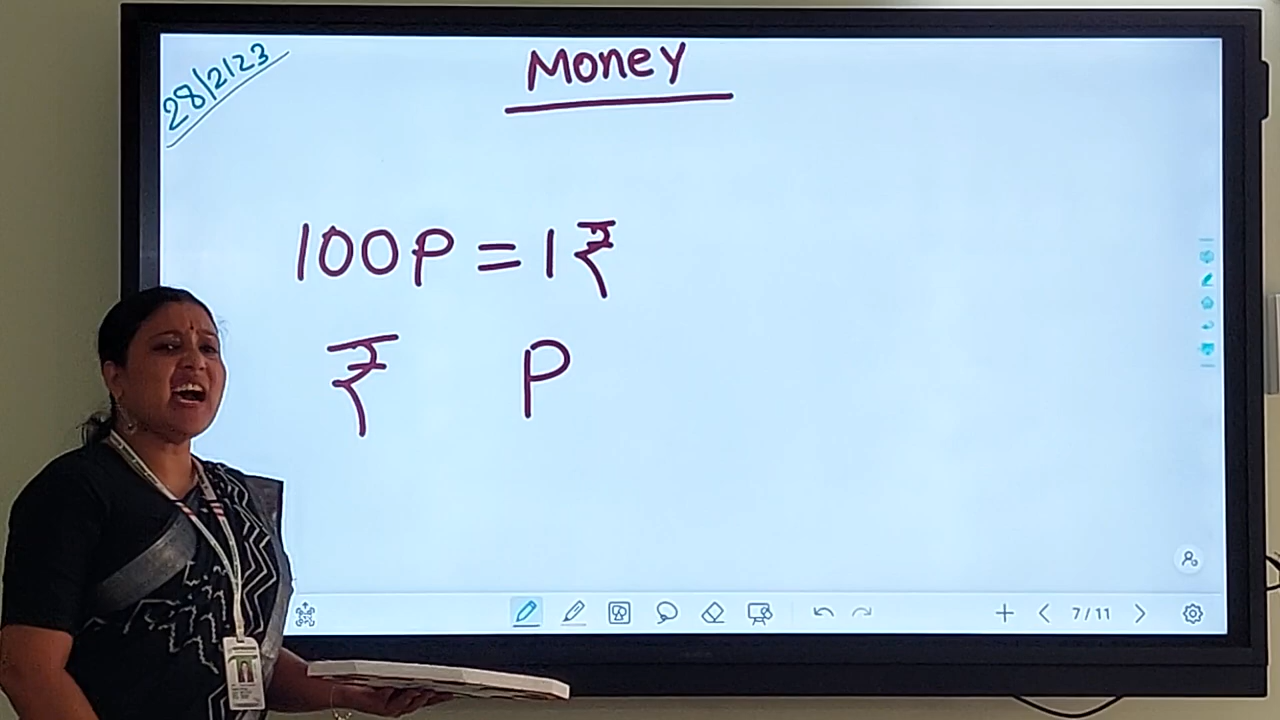 28/2/23
Money
100P = 1₹
₹ P
7/11